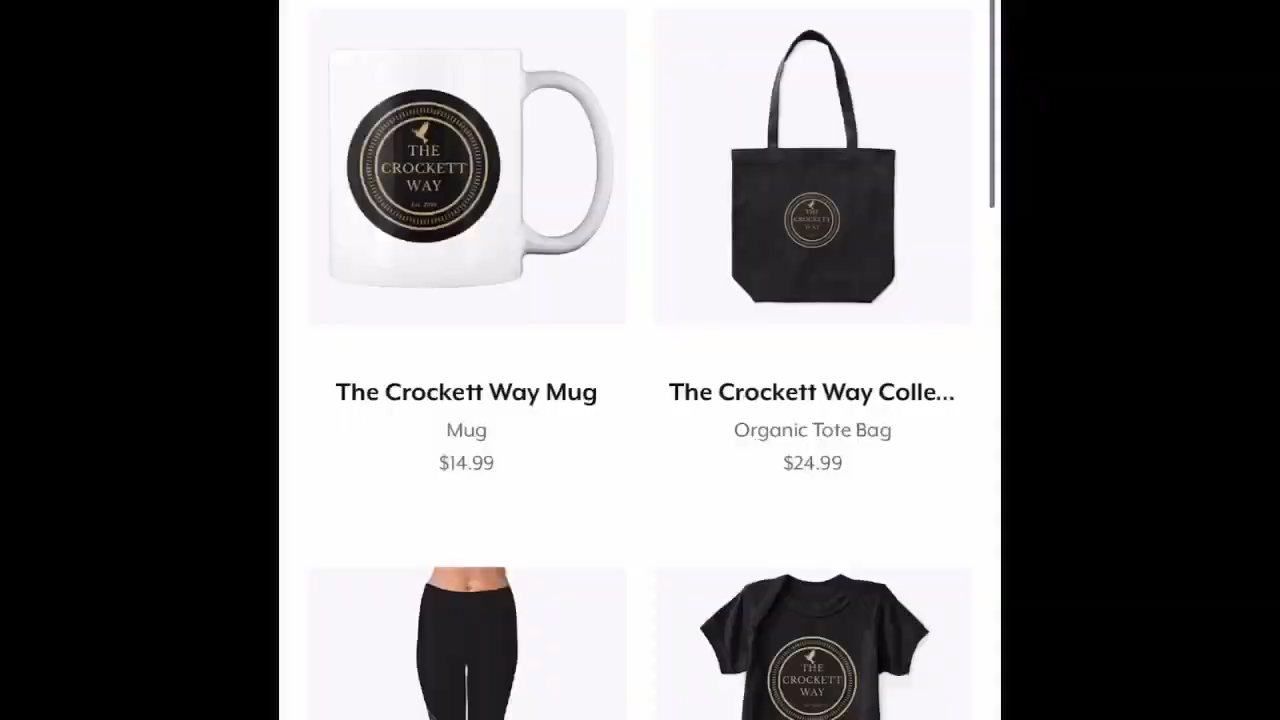 THE
CROCKETT
WAY
THE
CROCKETT
WAY
The Crockett Way Mug
The Crockett Way Colle...
Mug
Organic Tote Bag
$14.99
$24.99
THE
CROCKETT
WAY